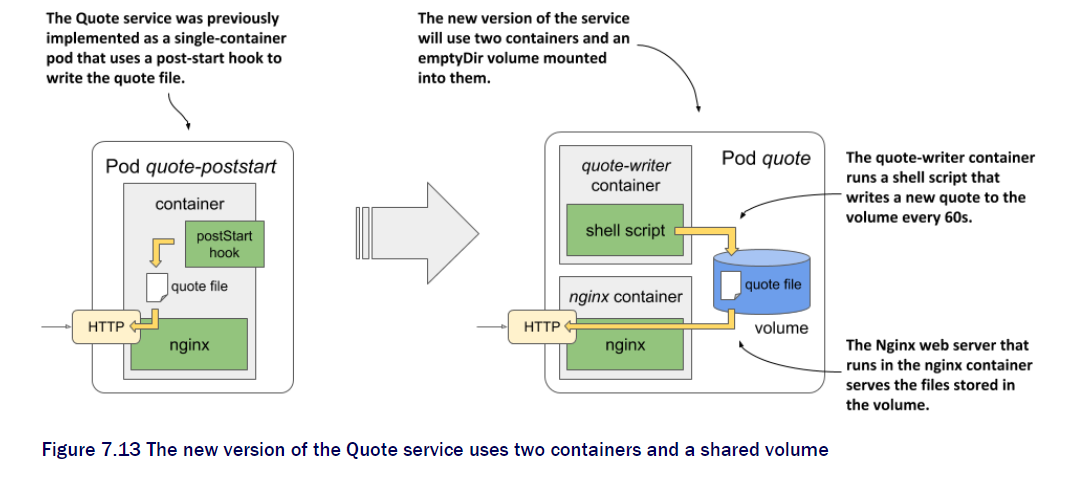 The Quote service was previously
implemented as a single-container
pod that uses a post-start hook to
write the quote file.
The new version of the service
will use two containers and an
emptyDir volume mounted
into them.
Pod quote-poststart
container
postStart
hook
quote file
HTTP
nginx
Pod quote
quote-writer
container
shell script
quote file
volume
nginx container
HTTP
nginx
The quote-writer container
runs a shell script that
writes a new quote to the
volume every 60s.
The Nginx web server that
runs in the nginx container
serves the files stored in
the volume.
Figure 7.13 The new version of the Quote service uses two containers and a shared volume